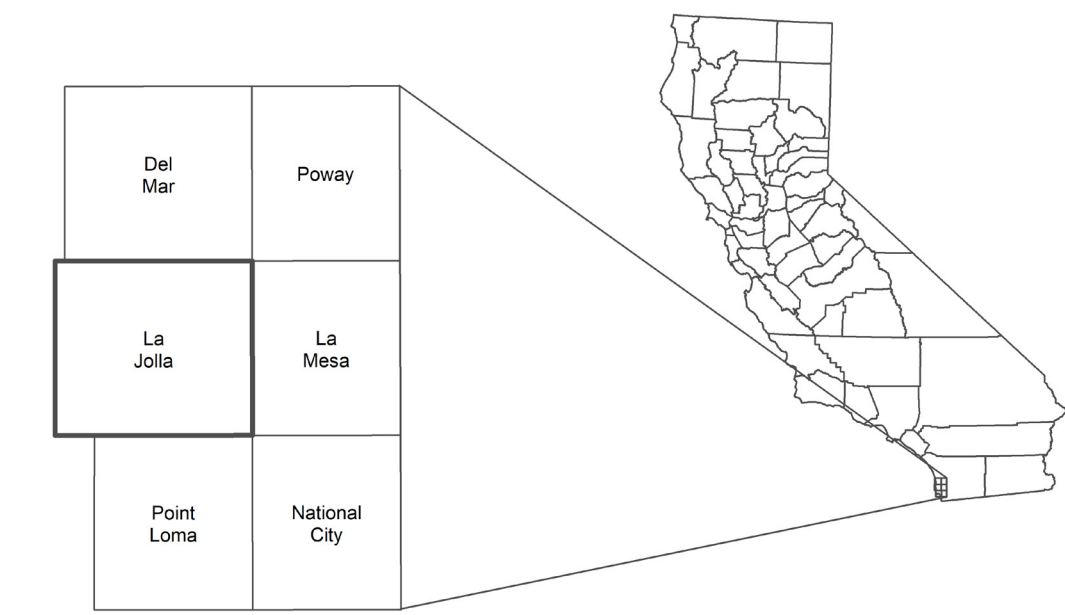 Del
Mar
Poway
La
Jolla
La
Mesa
Point
Loma
National
City